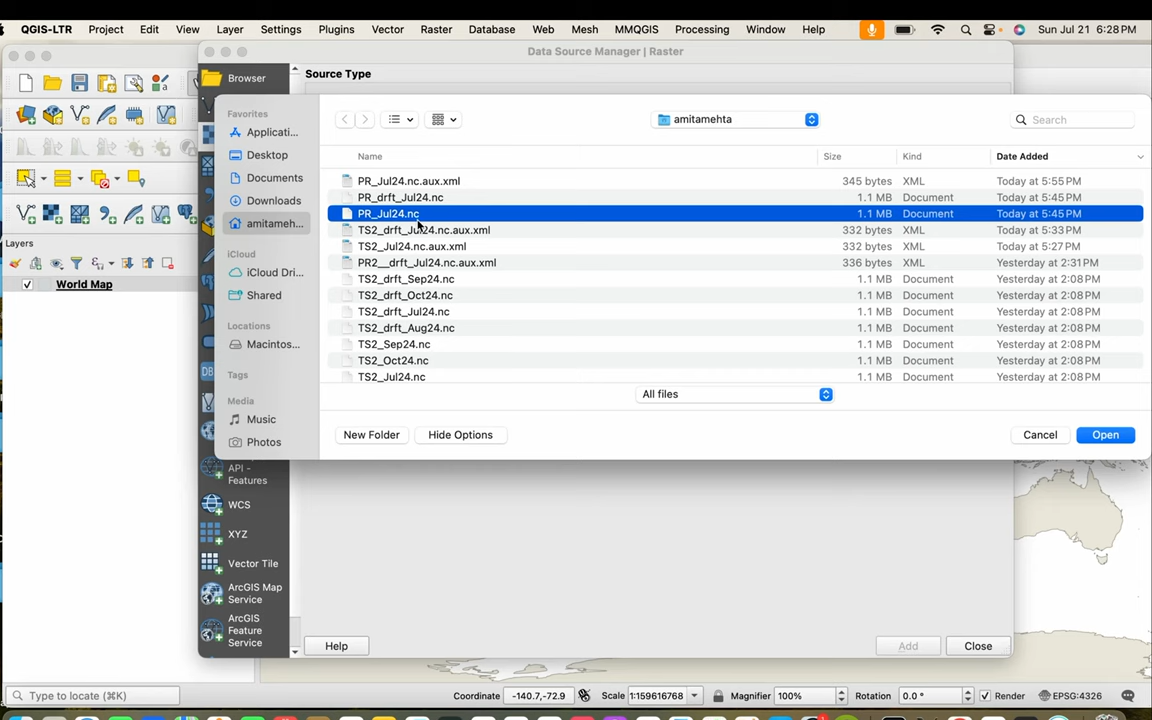 QGIS-LTR Project Edit View Layer Settings Plugins Vector Raster Database Web Mesh MMQGIS Processing Window Help Sun Jul 21 6:28 PM
Data Source Manager | Raster
Browser
Source Type
Favorites
Applicati...
Desktop
Documents
Downloads
amitameh...
iCloud
iCloud Dri...
Shared
Locations
Macintos...
Tags
Media
Music
Photos
amitamehta
Search
Name Size Kind Date Added
PR_Jul24.nc.aux.xml 345 bytes XML Today at 5:55 PM
PR_drft_Jul24.nc 1.1 MB Document Today at 5:45 PM
PR_Jul24.nc 1.1 MB Document Today at 5:45 PM
TS2_drft_Jul24.nc.aux.xml 332 bytes XML Today at 5:33 PM
TS2_Jul24.nc.aux.xml 332 bytes XML Today at 5:27 PM
PR2__drft_Jul24.nc.aux.xml 336 bytes XML Yesterday at 2:31 PM
TS2_drft_Sep24.nc 1.1 MB Document Yesterday at 2:08 PM
TS2_drft_Oct24.nc 1.1 MB Document Yesterday at 2:08 PM
TS2_drft_Jul24.nc 1.1 MB Document Yesterday at 2:08 PM
TS2_drft_Aug24.nc 1.1 MB Document Yesterday at 2:08 PM
TS2_Sep24.nc 1.1 MB Document Yesterday at 2:08 PM
TS2_Oct24.nc 1.1 MB Document Yesterday at 2:08 PM
TS2_Jul24.nc 1.1 MB Document Yesterday at 2:08 PM
All files
New Folder Hide Options Cancel Open
Layers
World Map
DB
API -
Features
WCS
XYZ
Vector Tile
ArcGIS Map
Service
ArcGIS
Feature
Service
Help Add Close
Type to locate (⌘K) Coordinate -140.7,-72.9 Scale 1:159616768 Magnifier 100% Rotation 0.0 ° Render EPSG:4326